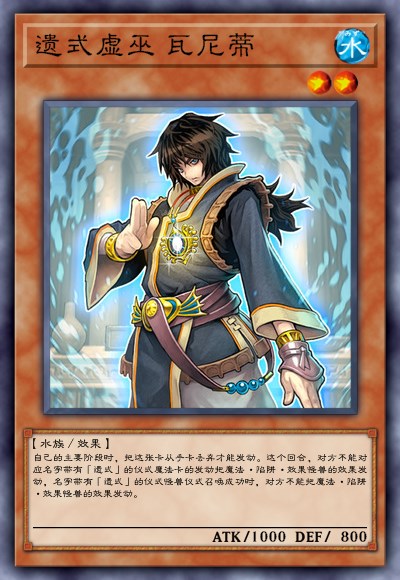 遗式虚巫 瓦尼蒂
水
【水族/效果】
自己的主要阶段时，把这张卡从手卡丢弃才能发动。这个回合，对方不能对
应名字带有「遗式」的仪式魔法卡的发动把魔法·陷阱·效果怪兽的效果发
动，名字带有「遗式」的仪式怪兽仪式召唤成功时，对方不能把魔法·陷阱
·效果怪兽的效果发动。
ATK/1000 DEF/ 800